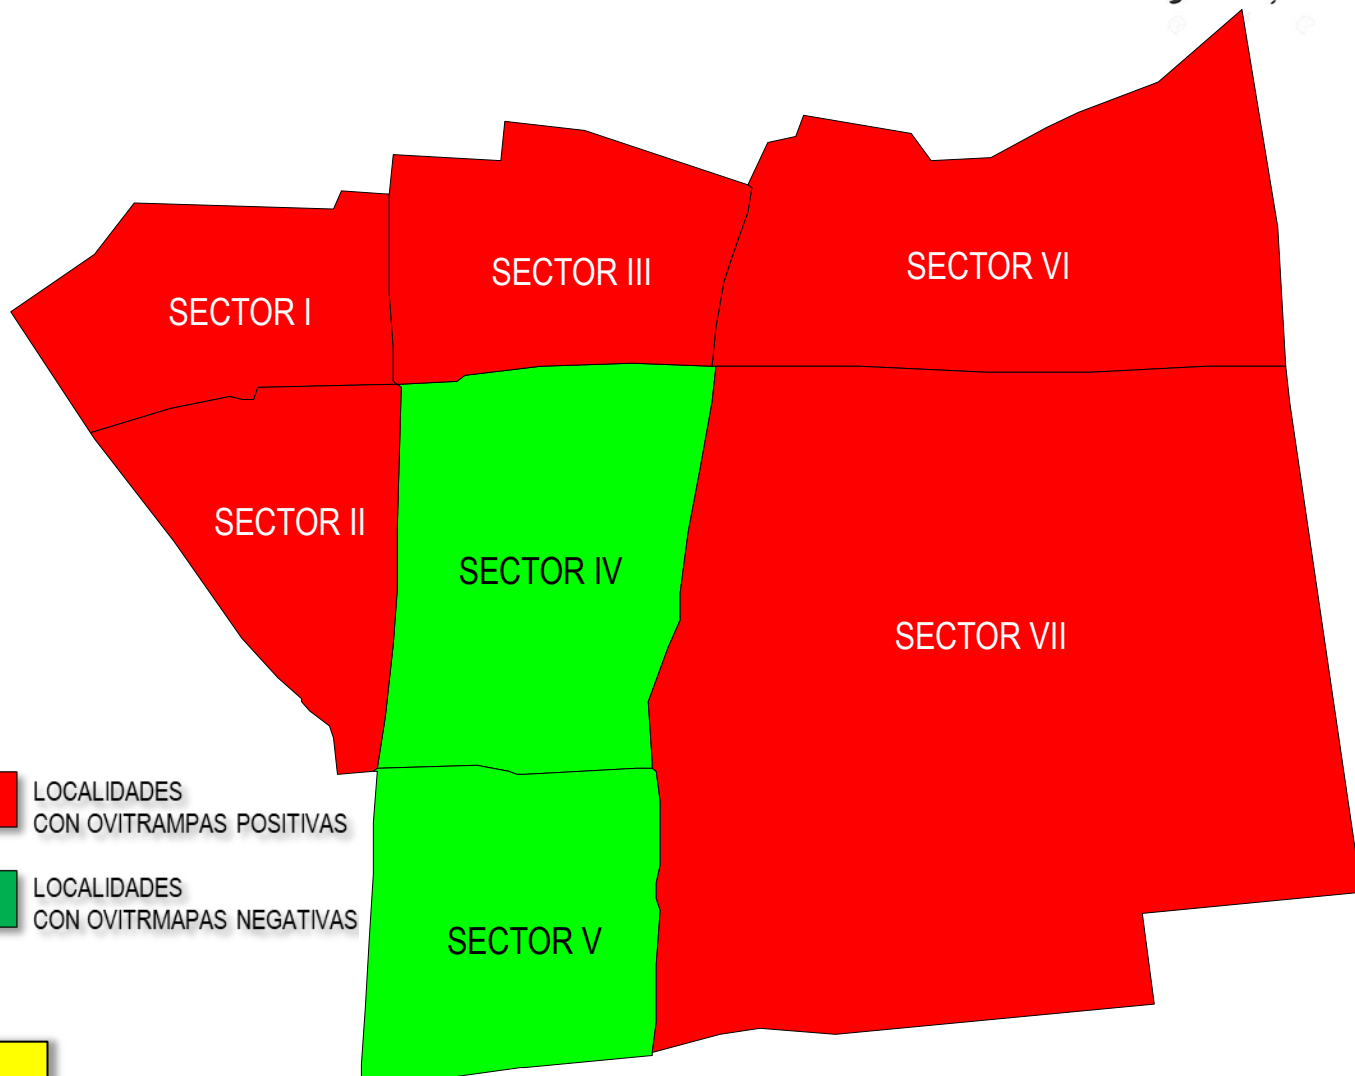 SECTOR VI
SECTOR III
SECTOR I
SECTOR II
SECTOR IV
SECTOR VII
LOCALIDADES
CON OVITRAMPAS POSITIVAS
LOCALIDADES
CON OVITRMAPAS NEGATIVAS
SECTOR V